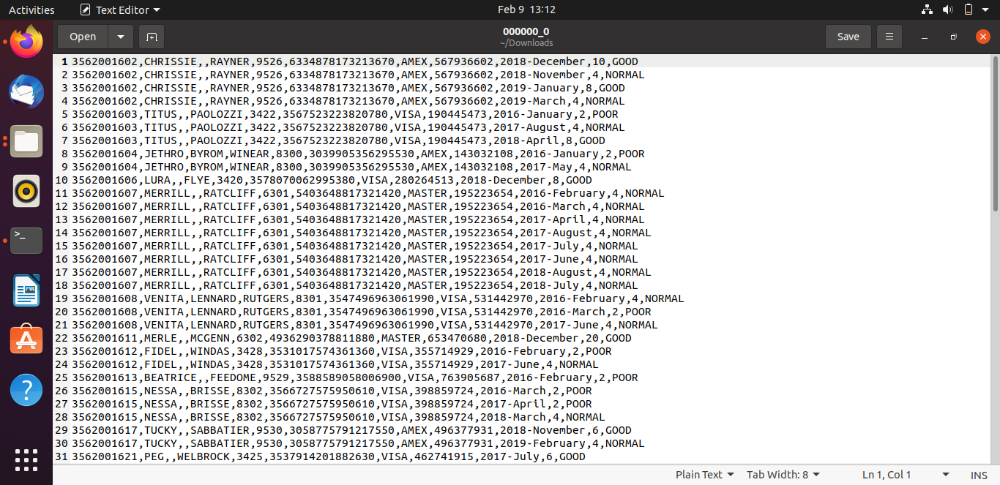 Activities Text Editor Feb 9 13:12
Open 000000_0 Save
~/Downloads
1 3562001602,CHRISSIE,,RAYNER,9526,6334878173213670,AMEX,567936602,2018-December,10,GOOD
2 3562001602,CHRISSIE,,RAYNER,9526,6334878173213670,AMEX,567936602,2018-November,4,NORMAL
3 3562001602,CHRISSIE,,RAYNER,9526,6334878173213670,AMEX,567936602,2019-January,8,GOOD
4 3562001602,CHRISSIE,,RAYNER,9526,6334878173213670,AMEX,567936602,2019-March,4,NORMAL
5 3562001603,TITUS,,PAOLOZZI,3422,3567523223820780,VISA,190445473,2016-January,2,POOR
6 3562001603,TITUS,,PAOLOZZI,3422,3567523223820780,VISA,190445473,2017-August,4,NORMAL
7 3562001603,TITUS,,PAOLOZZI,3422,3567523223820780,VISA,190445473,2018-April,8,GOOD
8 3562001604,JETHRO,BYROM,WINEAR,8300,3039905356295530,AMEX,143032108,2016-January,2,POOR
9 3562001604,JETHRO,BYROM,WINEAR,8300,3039905356295530,AMEX,143032108,2017-May,4,NORMAL
10 3562001606,LURA,,FLYE,3420,3578070062995380,VISA,280264513,2018-December,8,GOOD
11 3562001607,MERRILL,,RATCLIFF,6301,5403648817321420,MASTER,195223654,2016-February,4,NORMAL
12 3562001607,MERRILL,,RATCLIFF,6301,5403648817321420,MASTER,195223654,2016-March,4,NORMAL
13 3562001607,MERRILL,,RATCLIFF,6301,5403648817321420,MASTER,195223654,2017-April,4,NORMAL
14 3562001607,MERRILL,,RATCLIFF,6301,5403648817321420,MASTER,195223654,2017-August,4,NORMAL
15 3562001607,MERRILL,,RATCLIFF,6301,5403648817321420,MASTER,195223654,2017-July,4,NORMAL
16 3562001607,MERRILL,,RATCLIFF,6301,5403648817321420,MASTER,195223654,2017-June,4,NORMAL
17 3562001607,MERRILL,,RATCLIFF,6301,5403648817321420,MASTER,195223654,2018-August,4,NORMAL
18 3562001607,MERRILL,,RATCLIFF,6301,5403648817321420,MASTER,195223654,2018-July,4,NORMAL
19 3562001608,VENITA,LENNARD,RUTGERS,8301,3547496963061990,VISA,531442970,2016-February,4,NORMAL
20 3562001608,VENITA,LENNARD,RUTGERS,8301,3547496963061990,VISA,531442970,2016-March,2,POOR
21 3562001608,VENITA,LENNARD,RUTGERS,8301,3547496963061990,VISA,531442970,2017-June,4,NORMAL
22 3562001611,MERLE,,MCGENN,6302,4936290378811880,MASTER,653470680,2018-December,20,GOOD
23 3562001612,FIDEL,,WINDAS,3428,3531017574361360,VISA,355714929,2016-February,2,POOR
24 3562001612,FIDEL,,WINDAS,3428,3531017574361360,VISA,355714929,2017-June,4,NORMAL
25 3562001613,BEATRICE,,FEEDOME,9529,3588589058006900,VISA,763905687,2016-February,2,POOR
26 3562001615,NESSA,,BRISSE,8302,3566727575950610,VISA,398859724,2016-March,2,POOR
27 3562001615,NESSA,,BRISSE,8302,3566727575950610,VISA,398859724,2017-April,2,POOR
28 3562001615,NESSA,,BRISSE,8302,3566727575950610,VISA,398859724,2018-March,4,NORMAL
29 3562001617,TUCKY,,SABBATIER,9530,3058775791217550,AMEX,496377931,2018-November,6,GOOD
30 3562001617,TUCKY,,SABBATIER,9530,3058775791217550,AMEX,496377931,2019-February,4,NORMAL
31 3562001621,PEG,,WELBROCK,3425,3537914201882630,VISA,462741915,2017-July,6,GOOD
Plain Text Tab Width: 8 Ln 1, Col 1 INS